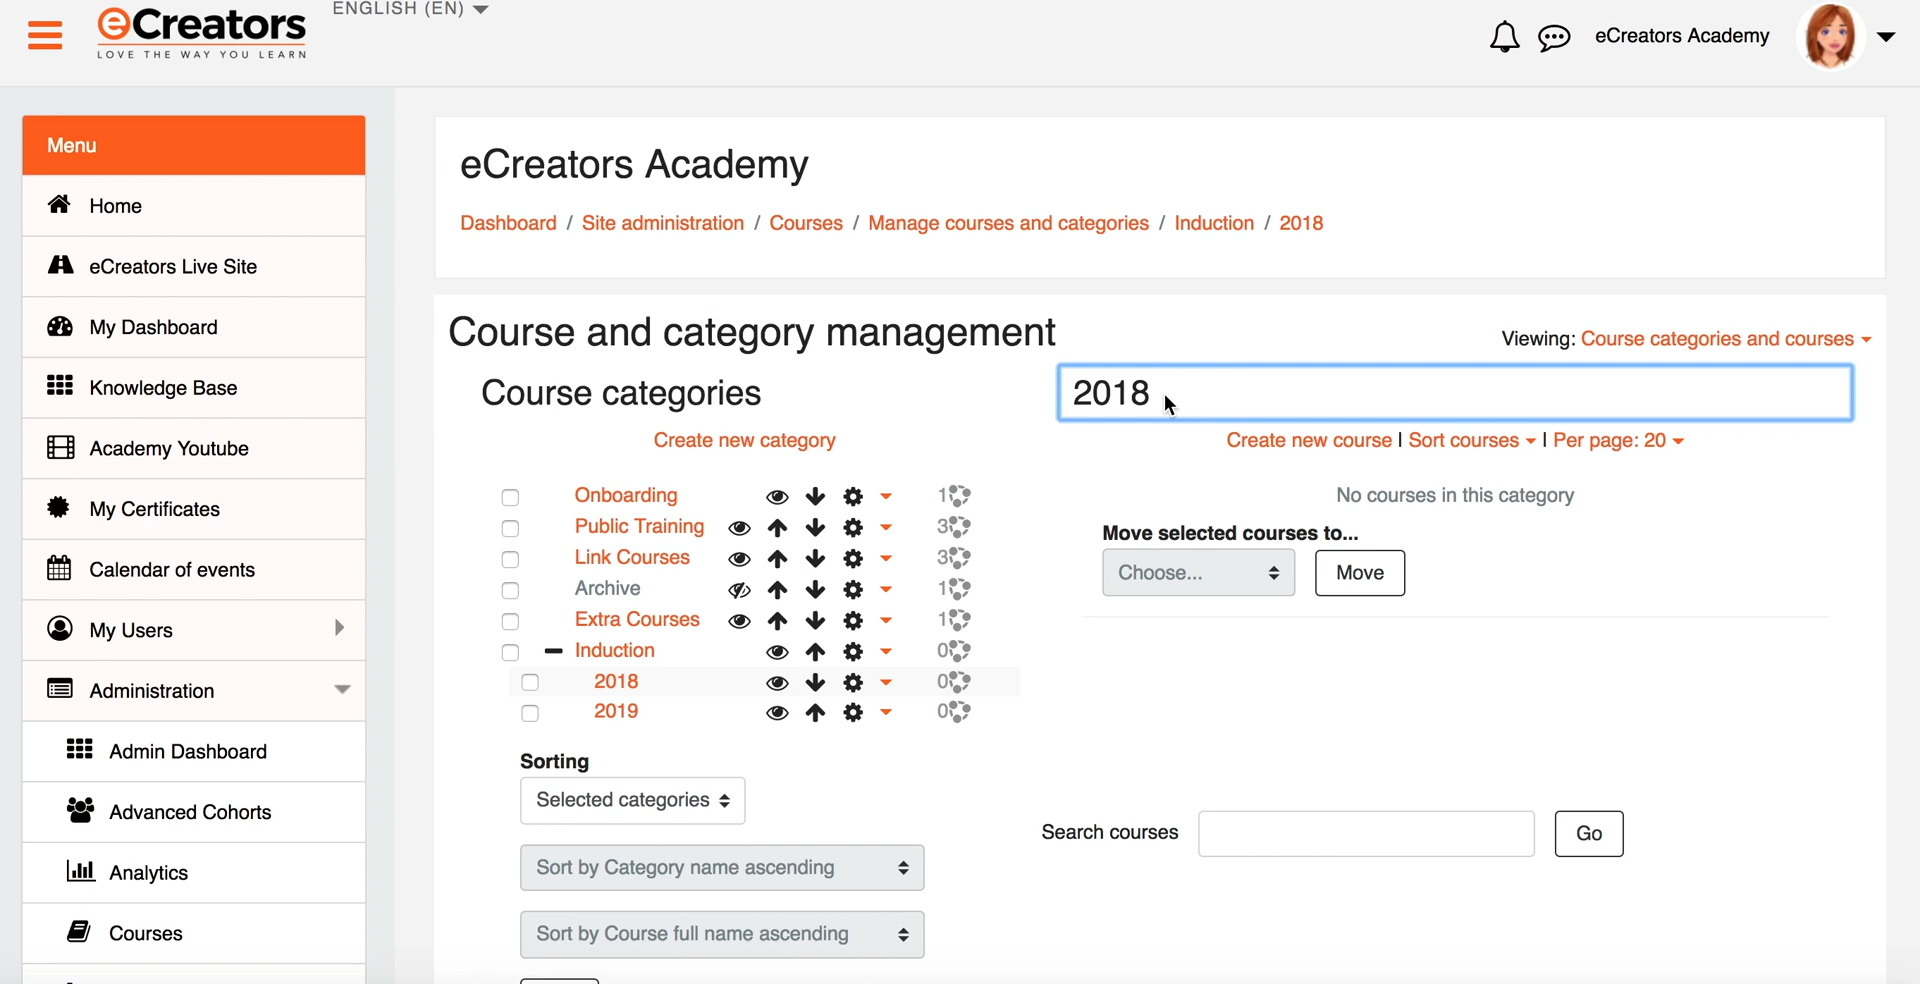 eCreators
LOVE THE WAY YOU LEARN
ENGLISH (EN)
eCreators Academy
Menu
Home
eCreators Live Site
My Dashboard
Knowledge Base
Academy Youtube
My Certificates
Calendar of events
My Users
Administration
Admin Dashboard
Advanced Cohorts
Analytics
Courses
eCreators Academy
Dashboard / Site administration / Courses / Manage courses and categories / Induction / 2018
Course and category management
Viewing: Course categories and courses
Course categories
Create new category
Onboarding 1
Public Training 3
Link Courses 3
Archive 1
Extra Courses 1
Induction 0
2018 0
2019 0
Sorting
Selected categories
Sort by Category name ascending
Sort by Course full name ascending
2018
Create new course | Sort courses | Per page: 20
No courses in this category
Move selected courses to...
Choose... Move
Search courses Go